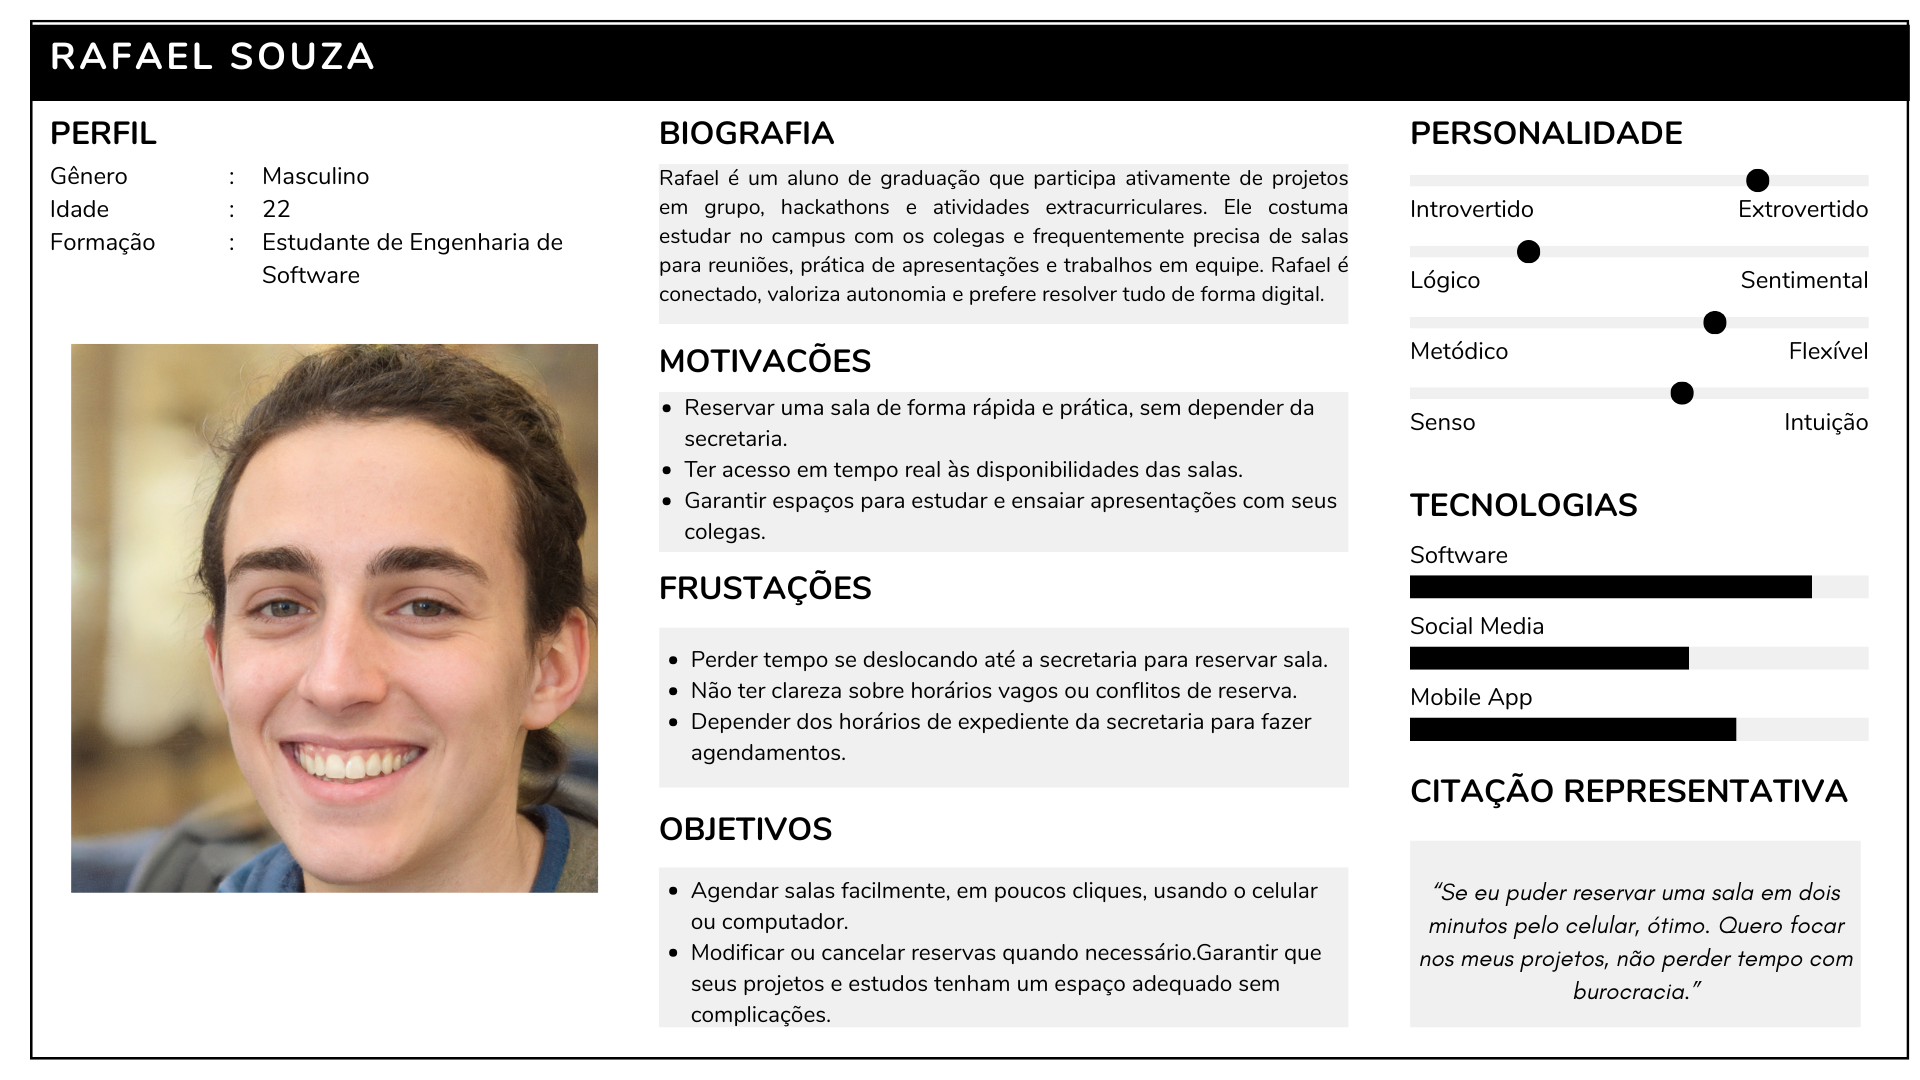 RAFAEL SOUZA
PERFIL
Gênero : Masculino
Idade : 22
Formação : Estudante de Engenharia de
Software
BIOGRAFIA
Rafael é um aluno de graduação que participa ativamente de projetos
em grupo, hackathons e atividades extracurriculares. Ele costuma
estudar no campus com os colegas e frequentemente precisa de salas
para reuniões, prática de apresentações e trabalhos em equipe. Rafael é
conectado, valoriza autonomia e prefere resolver tudo de forma digital.
MOTIVACÕES
• Reservar uma sala de forma rápida e prática, sem depender da
secretaria.
• Ter acesso em tempo real às disponibilidades das salas.
• Garantir espaços para estudar e ensaiar apresentações com seus
colegas.
FRUSTAÇÕES
• Perder tempo se deslocando até a secretaria para reservar sala.
• Não ter clareza sobre horários vagos ou conflitos de reserva.
• Depender dos horários de expediente da secretaria para fazer
agendamentos.
OBJETIVOS
• Agendar salas facilmente, em poucos cliques, usando o celular
ou computador.
• Modificar ou cancelar reservas quando necessário.Garantir que
seus projetos e estudos tenham um espaço adequado sem
complicações.
PERSONALIDADE
Introvertido Extrovertido
Lógico Sentimental
Metódico Flexível
Senso Intuição
TECNOLOGIAS
Software
Social Media
Mobile App
CITAÇÃO REPRESENTATIVA
“Se eu puder reservar uma sala em dois
minutos pelo celular, ótimo. Quero focar
nos meus projetos, não perder tempo com
burocracia.”